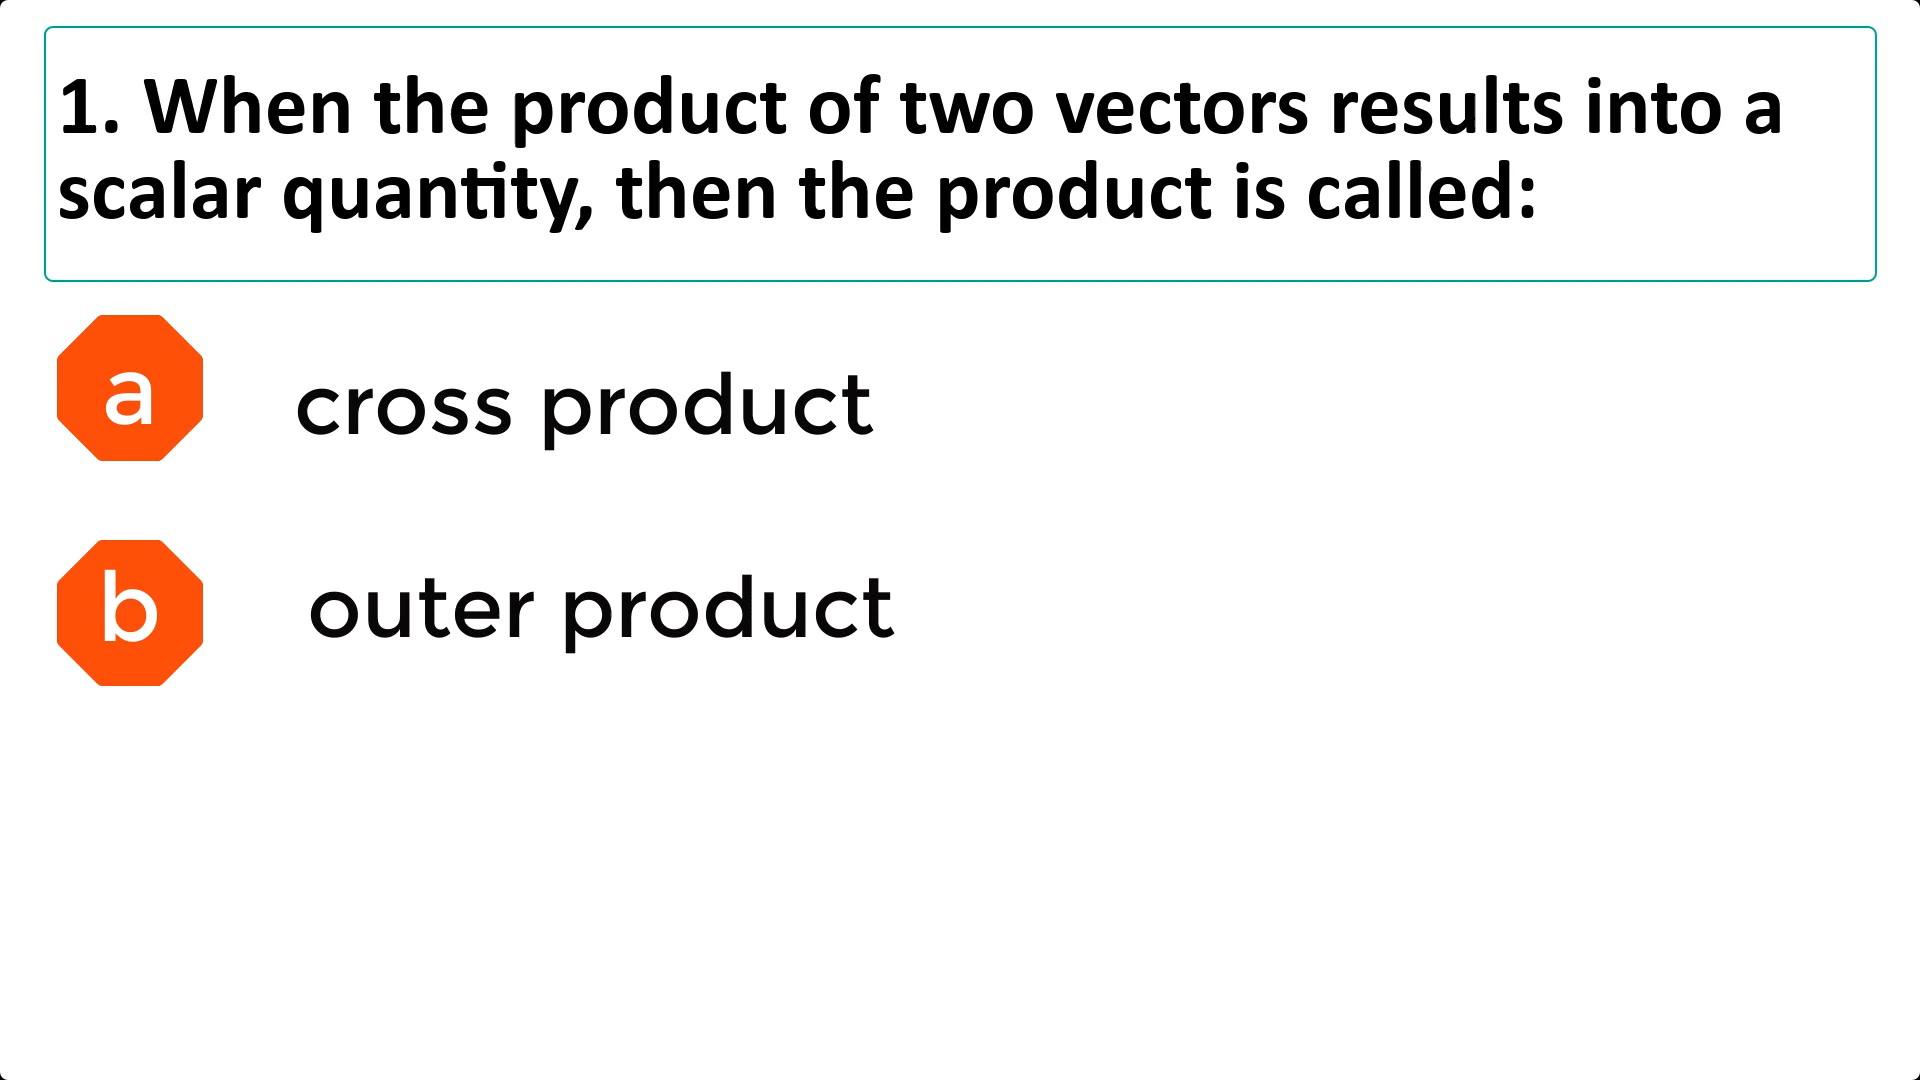 1. When the product of two vectors results into a
scalar quantity, then the product is called:
a cross product
b outer product